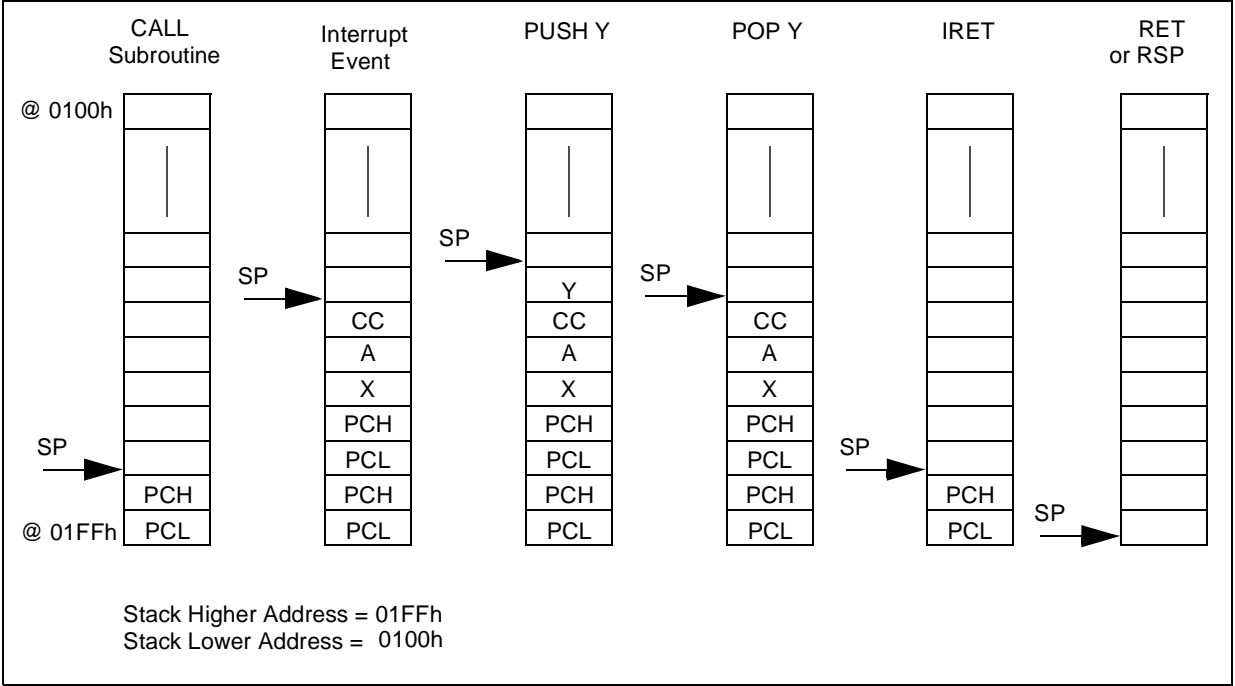 CALL
Subroutine
Interrupt
Event
PUSH Y
POP Y
IRET
RET
or RSP
@ 0100h
SP
SP
SP
Y
CC
CC
CC
A
A
A
X
X
X
PCH
PCH
PCH
SP
PCL
PCL
PCL
SP
PCH
PCH
PCH
PCH
PCH
SP
@ 01FFh
PCL
PCL
PCL
PCL
PCL
Stack Higher Address = 01FFh
Stack Lower Address = 0100h